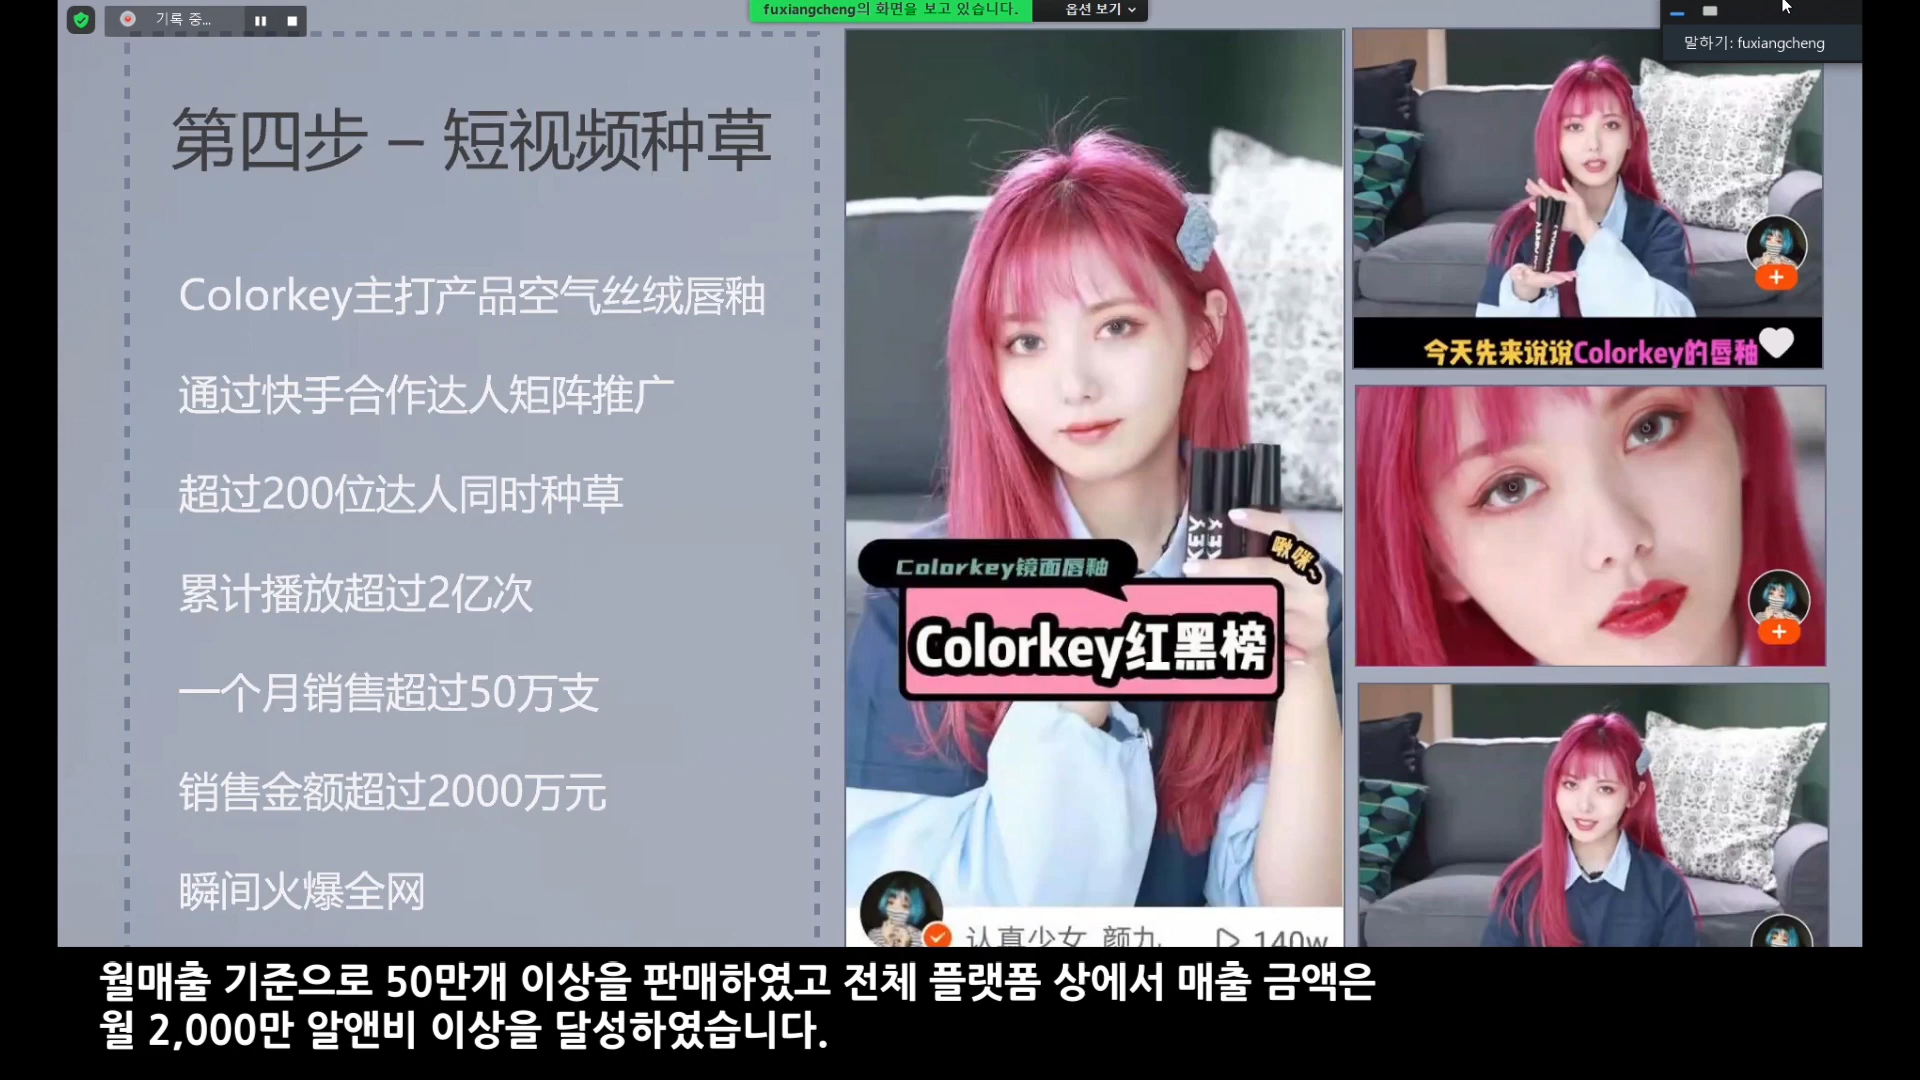 기록 중...
fuxiangcheng의 화면을 보고 있습니다.
옵션 보기
말하기: fuxiangcheng
第四步 – 短视频种草
Colorkey主打产品空气丝绒唇釉
通过快手合作达人矩阵推广
超过200位达人同时种草
累计播放超过2亿次
一个月销售超过50万支
销售金额超过2000万元
瞬间火爆全网
啾咪~
Colorkey镜面唇釉
Colorkey红黑榜
认真少女_颜九
140w
今天先来说说Colorkey的唇釉
월매출 기준으로 50만개 이상을 판매하였고 전체 플랫폼 상에서 매출 금액은
월 2,000만 알앤비 이상을 달성하였습니다.